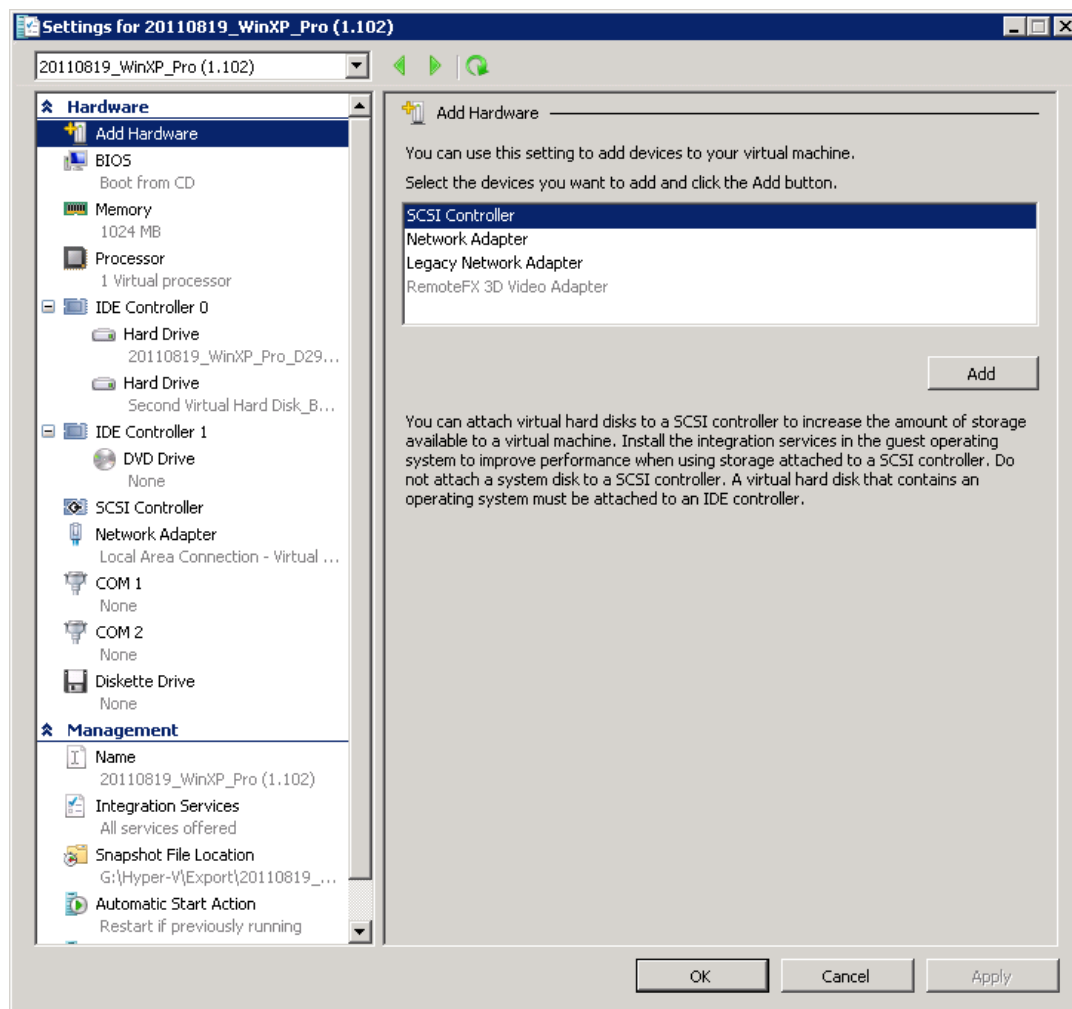 Settings for 20110819_WinXP_Pro (1.102)
20110819_WinXP_Pro (1.102)
Hardware
Add Hardware
BIOS
Boot from CD
Memory
1024 MB
Processor
1 Virtual processor
IDE Controller 0
Hard Drive
20110819_WinXP_Pro_D29...
Hard Drive
Second Virtual Hard Disk_B...
IDE Controller 1
DVD Drive
None
SCSI Controller
Network Adapter
Local Area Connection - Virtual ...
COM 1
None
COM 2
None
Diskette Drive
None
Management
Name
20110819_WinXP_Pro (1.102)
Integration Services
All services offered
Snapshot File Location
G:\Hyper-V\Export\20110819_...
Automatic Start Action
Restart if previously running
Add Hardware
You can use this setting to add devices to your virtual machine.
Select the devices you want to add and click the Add button.
SCSI Controller
Network Adapter
Legacy Network Adapter
RemoteFX 3D Video Adapter
Add
You can attach virtual hard disks to a SCSI controller to increase the amount of storage
available to a virtual machine. Install the integration services in the guest operating
system to improve performance when using storage attached to a SCSI controller. Do
not attach a system disk to a SCSI controller. A virtual hard disk that contains an
operating system must be attached to an IDE controller.
OK
Cancel
Apply